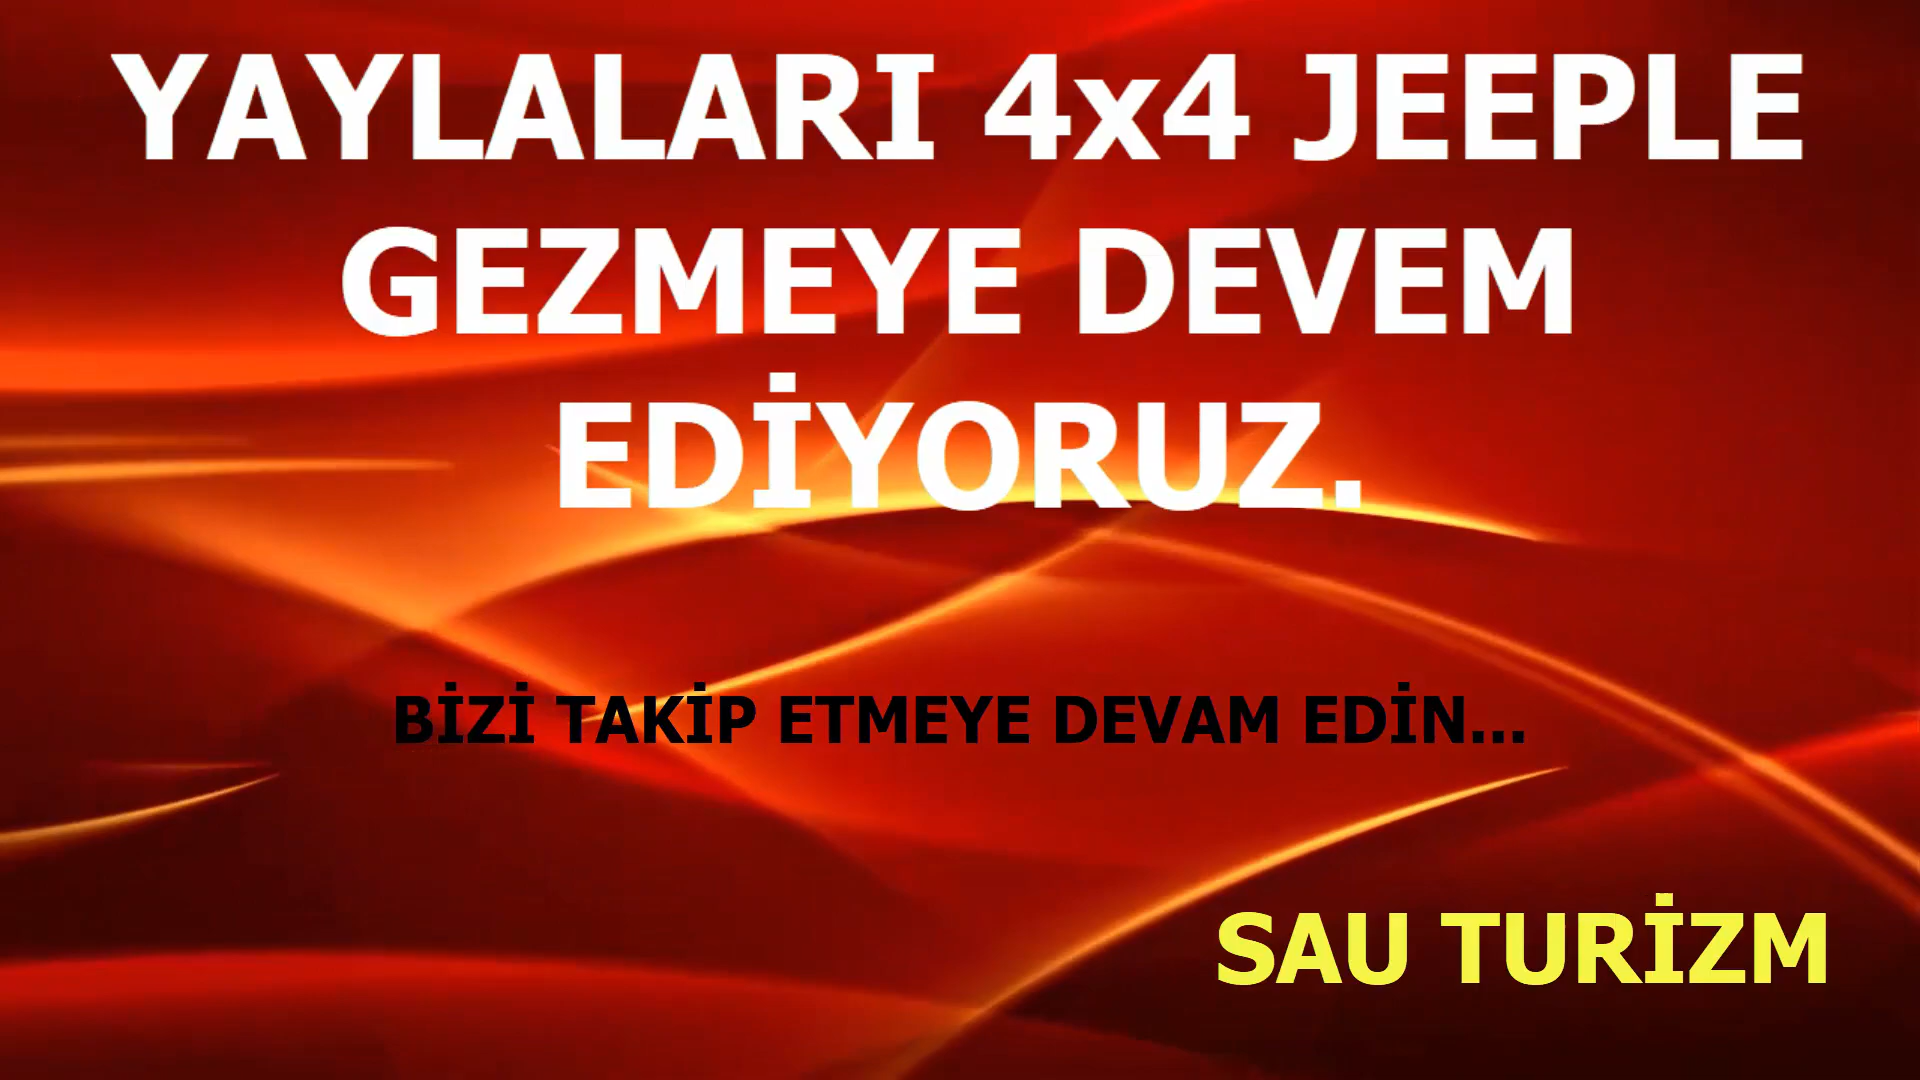 YAYLALARI 4x4 JEEPLE
GEZMEYE DEVEM
EDİYORUZ.
BİZİ TAKİP ETMEYE DEVAM EDİN...
SAU TURİZM